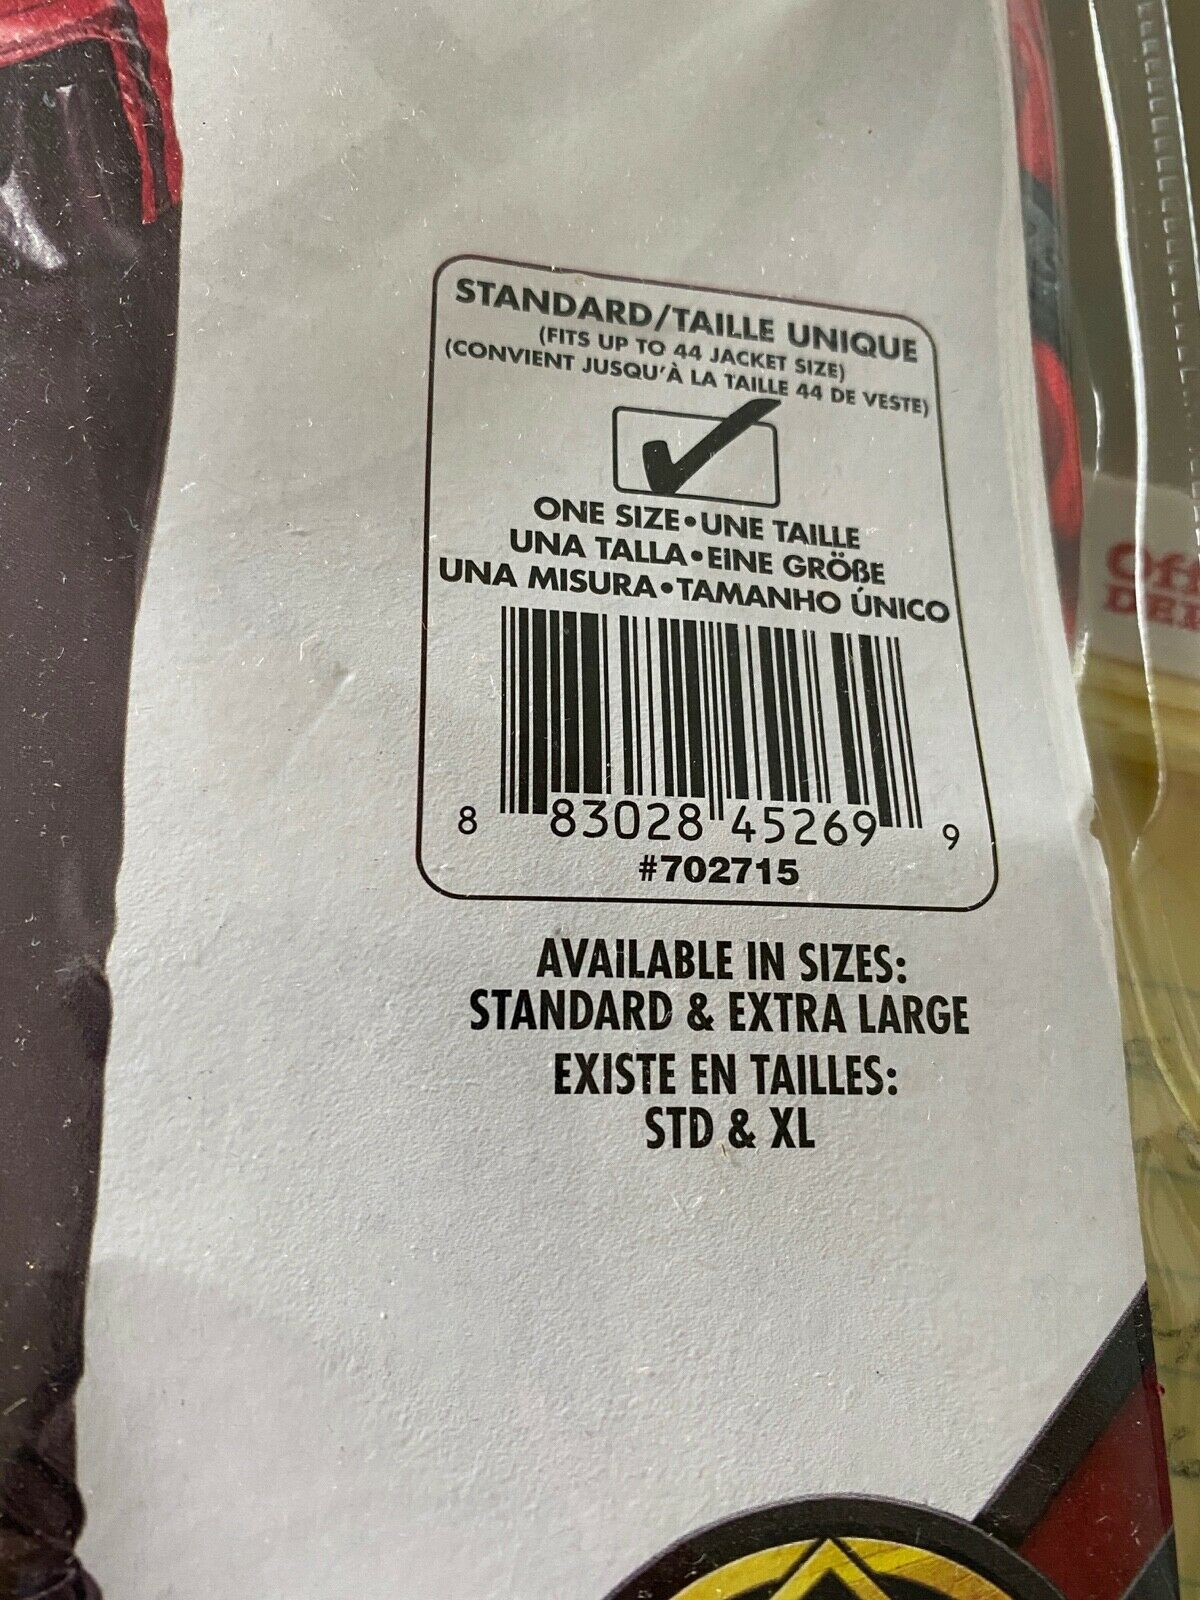 STANDARD/TAILLE UNIQUE
(FITS UP TO 44 JACKET SIZE)
(CONVIENT JUSQU'À LA TAILLE 44 DE VESTE)
ONE SIZE•UNE TAILLE
UNA TALLA•EINE GRÖßE
UNA MISURA•TAMANHO ÚNICO
8 83028 45269 9
#702715
AVAILABLE IN SIZES:
STANDARD & EXTRA LARGE
EXISTE EN TAILLES:
STD & XL